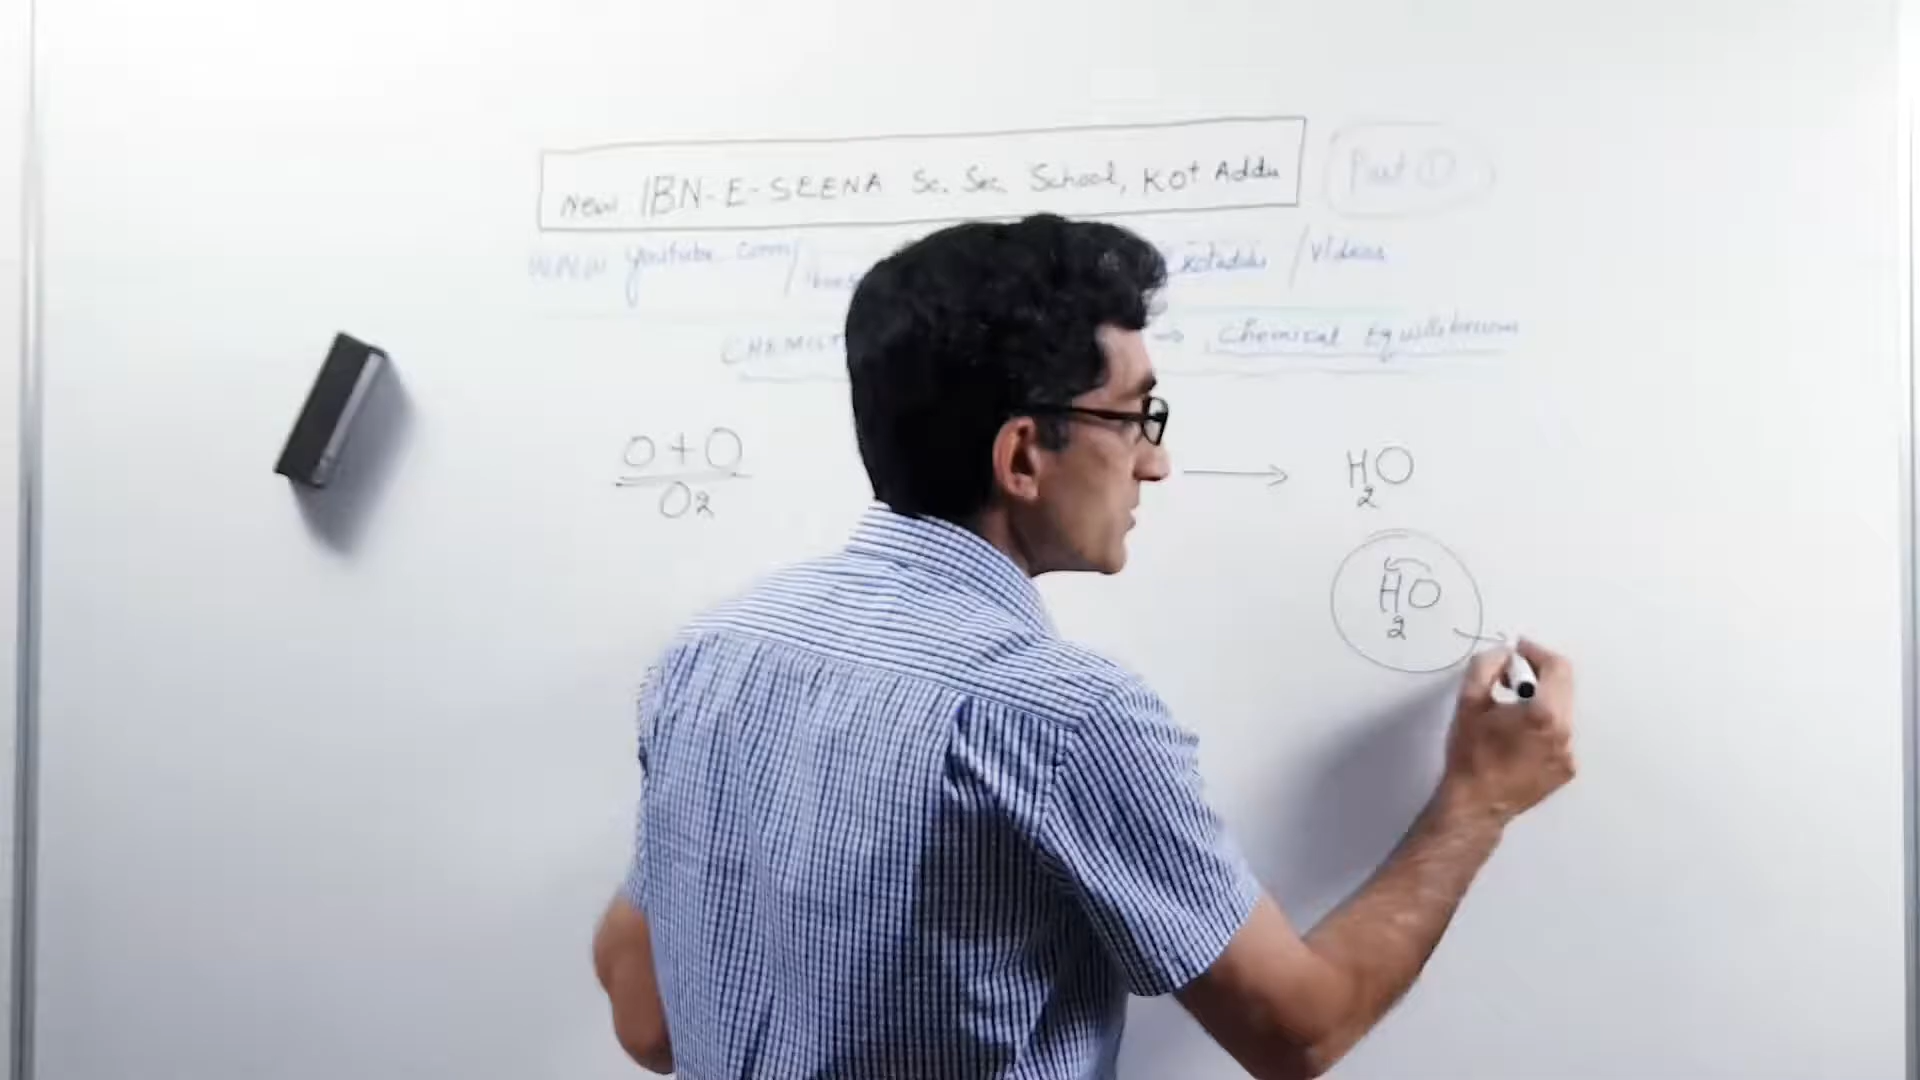 New IBN-E-SEENA Sc. Sec. School, Kot Addu
Part 1
www youtube.com/ kotaddu /videos
→ Chemical Equilibrium
O + O → H2O
O2
H2O